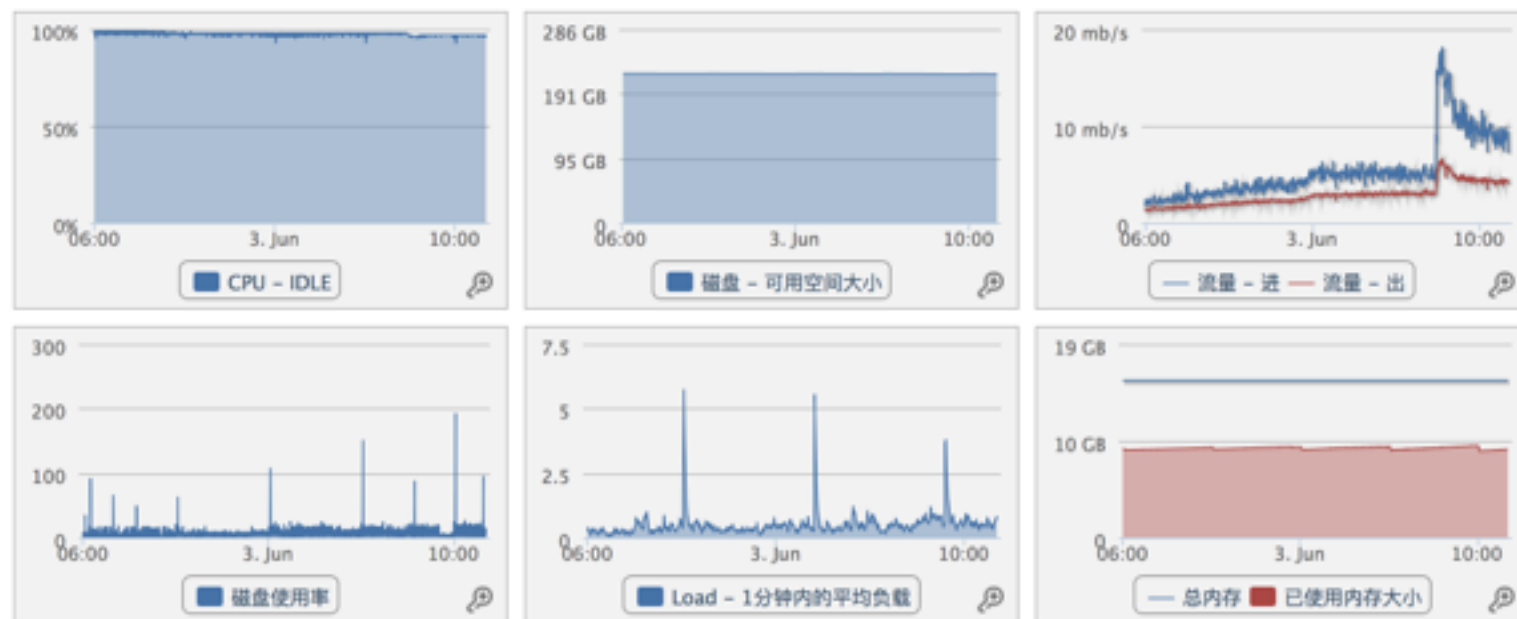 100%
50%
0%
06:00 3. Jun 10:00
CPU – IDLE
286 GB
191 GB
95 GB
0
06:00 3. Jun 10:00
磁盘 – 可用空间大小
20 mb/s
10 mb/s
0
06:00 3. Jun 10:00
流量 – 进 流量 – 出
300
200
100
0
06:00 3. Jun 10:00
磁盘使用率
7.5
5
2.5
0
06:00 3. Jun 10:00
Load – 1分钟内的平均负载
19 GB
10 GB
0
06:00 3. Jun 10:00
总内存 已使用内存大小